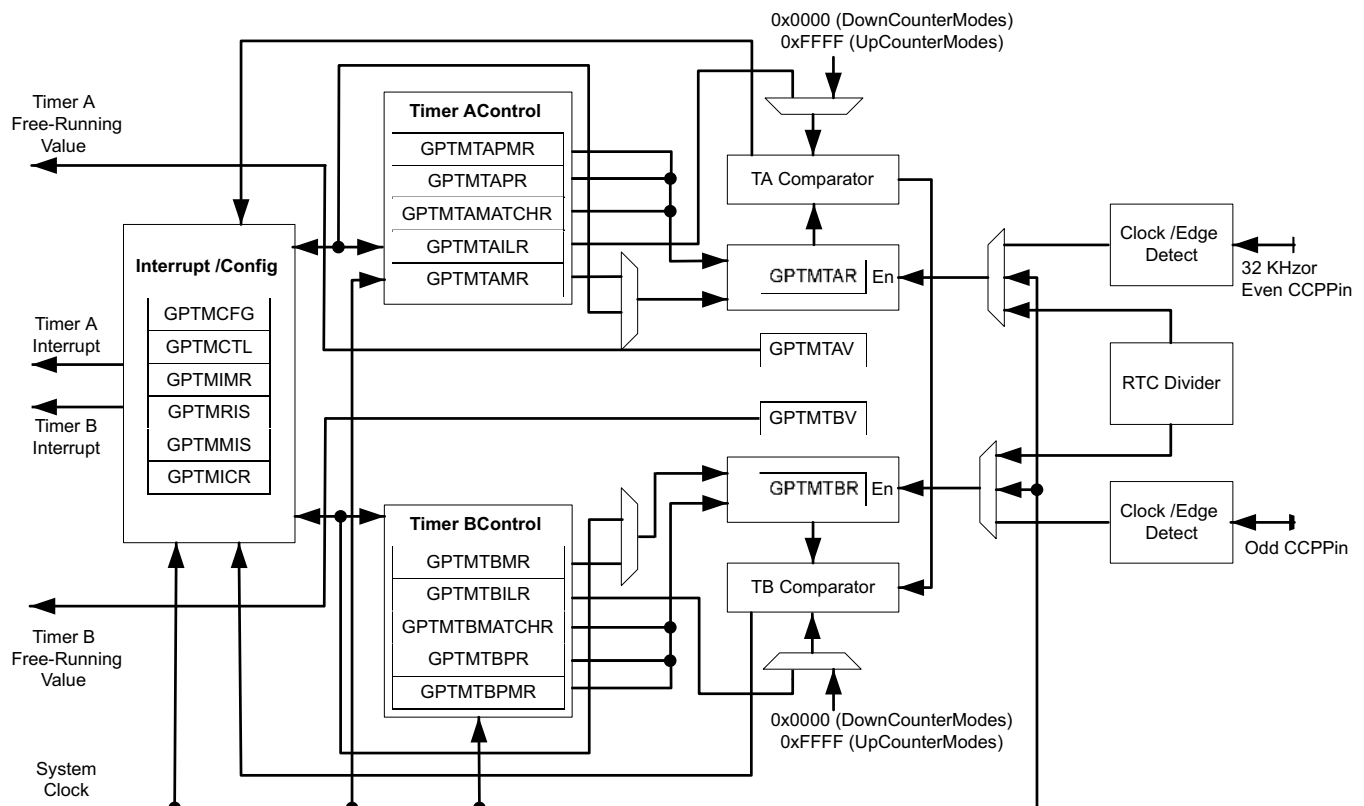 0x0000 (DownCounterModes)
0xFFFF (UpCounterModes)
Timer A
Free-Running
Value
Timer AControl
GPTMTAPMR
GPTMTAPR
GPTMTAMATCHR
GPTMTAILR
GPTMTAMR
TA Comparator
GPTMTAR
En
Clock /Edge
Detect
32 KHzor
Even CCPPin
Interrupt /Config
GPTMCFG
GPTMCTL
GPTMIMR
GPTMRIS
GPTMMIS
GPTMICR
Timer A
Interrupt
Timer B
Interrupt
GPTMTAV
RTC Divider
GPTMTBV
GPTMTBR
En
Clock /Edge
Detect
Odd CCPPin
Timer BControl
GPTMTBMR
GPTMTBILR
GPTMTBMATCHR
GPTMTBPR
GPTMTBPMR
TB Comparator
Timer B
Free-Running
Value
0x0000 (DownCounterModes)
0xFFFF (UpCounterModes)
System
Clock